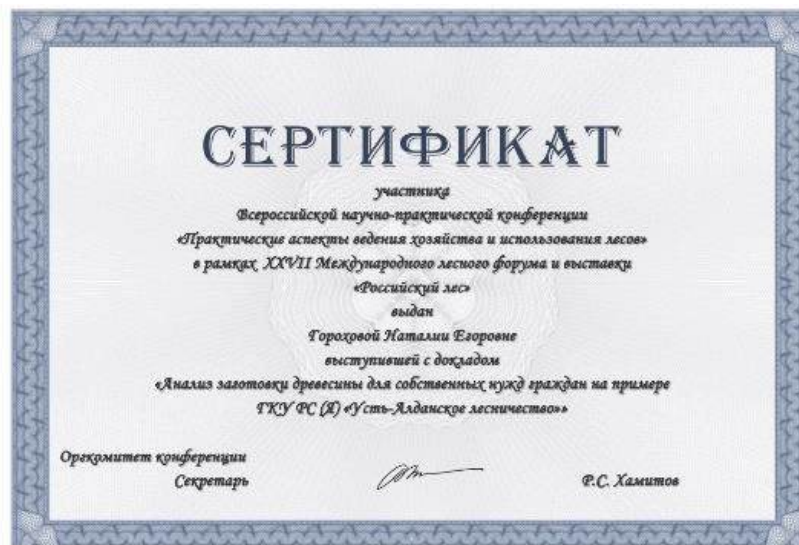 СЕРТИФИКАТ
участника
Всероссийской научно-практической конференции
«Практические аспекты ведения хозяйства и использования лесов»
в рамках XXVII Международного лесного форума и выставки
«Российский лес»
выдан
Гороховой Наталии Егоровне
выступившей с докладом
«Анализ заготовки древесины для собственных нужд граждан на примере
ГКУ РС (Я) «Усть-Алданское лесничество»»
Оргкомитет конференции
Секретарь Р.С. Хамитов